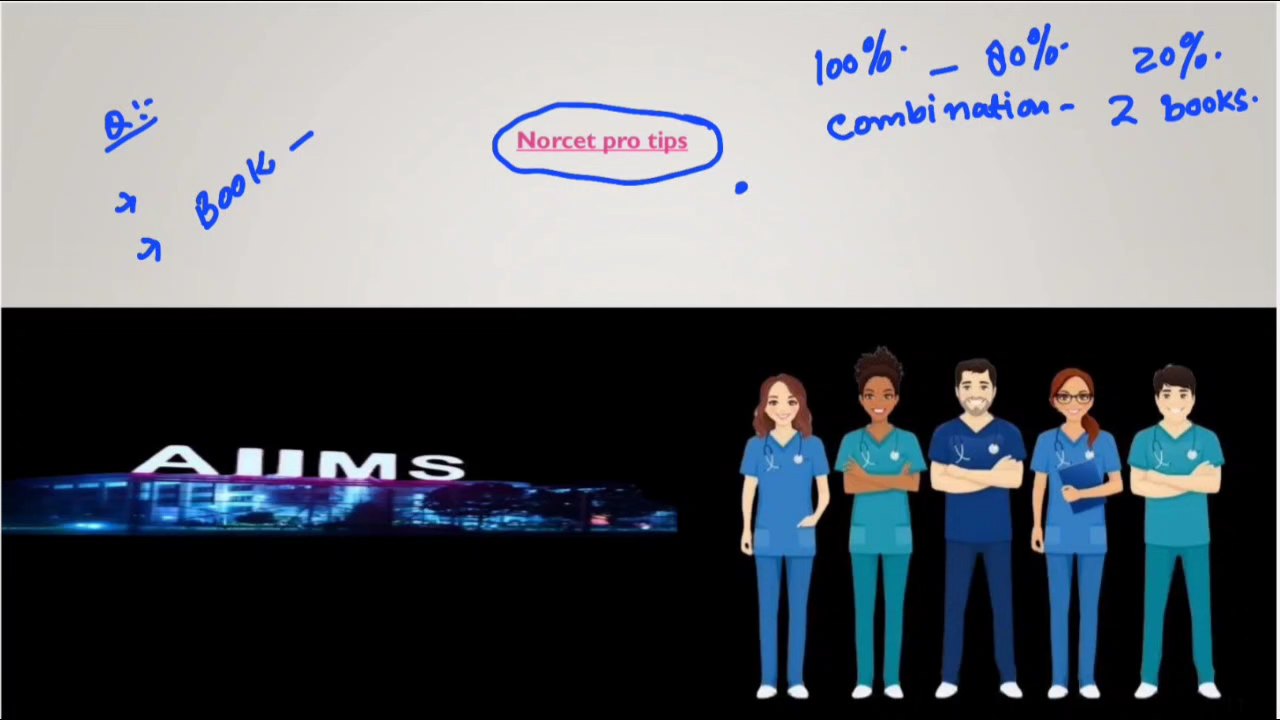 100% - 80% 20%.
Combination - 2 books.
Q:-
Norcet pro tips
Book -
AIIMS